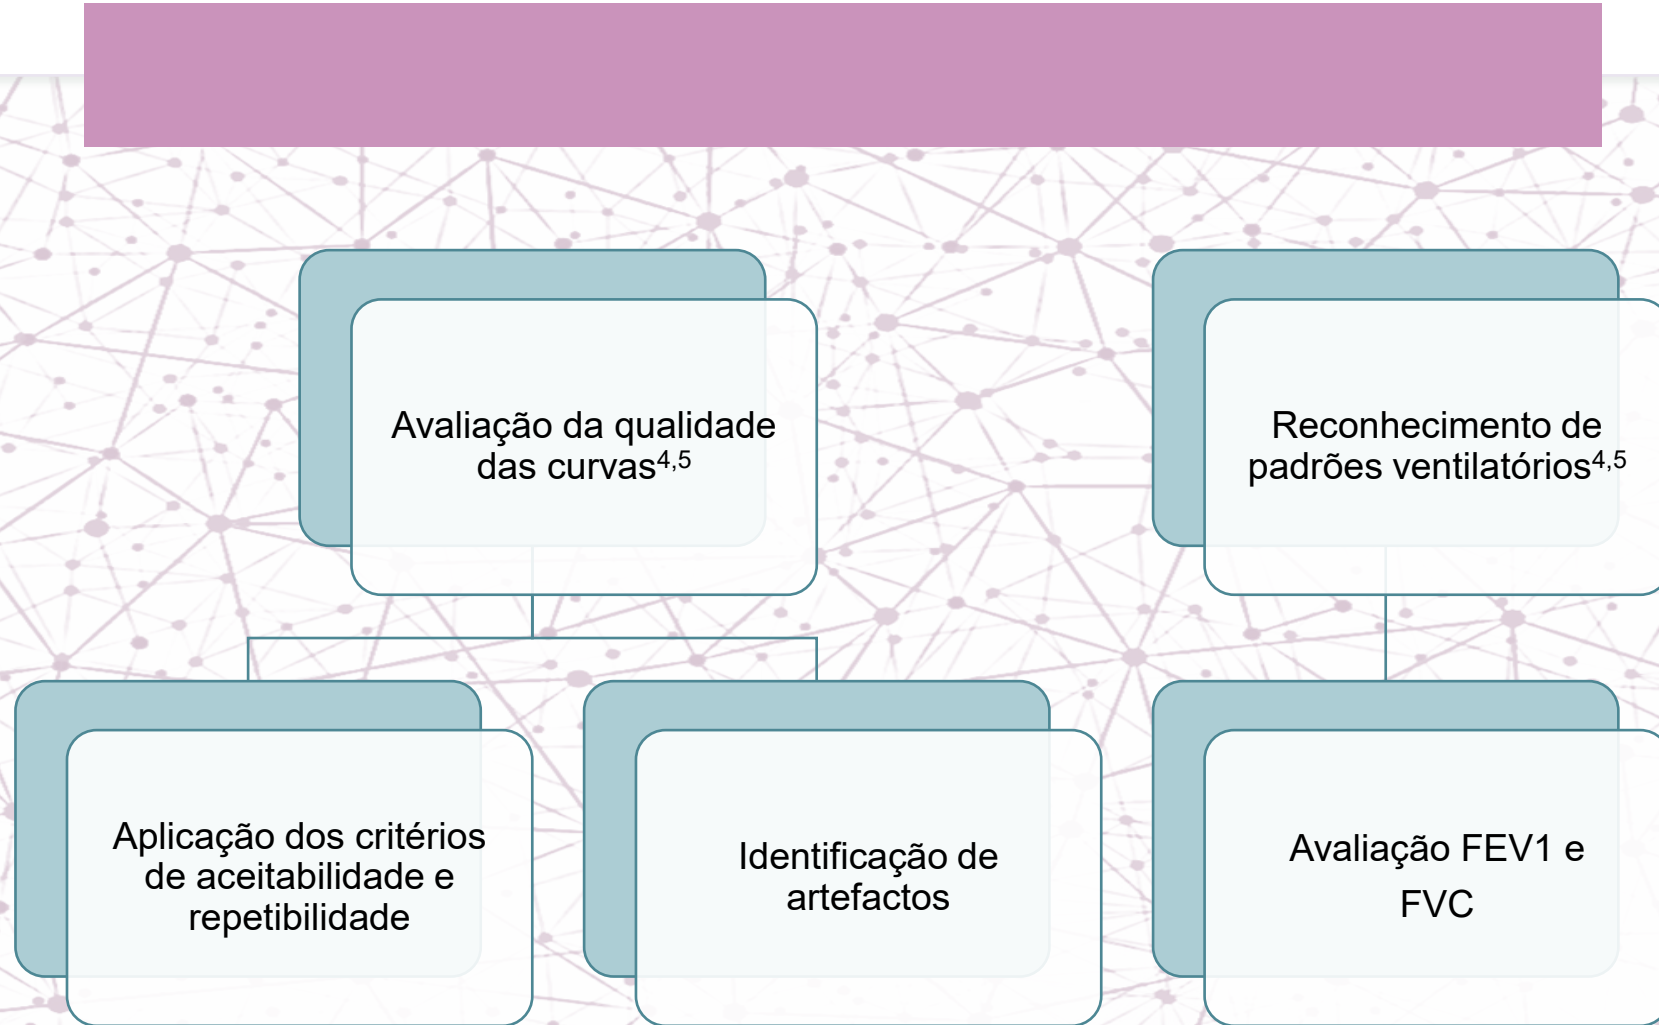 Avaliação da qualidade
das curvas4,5
Reconhecimento de
padrões ventilatórios4,5
Aplicação dos critérios
de aceitabilidade e
repetibilidade
Identificação de
artefactos
Avaliação FEV1 e
FVC